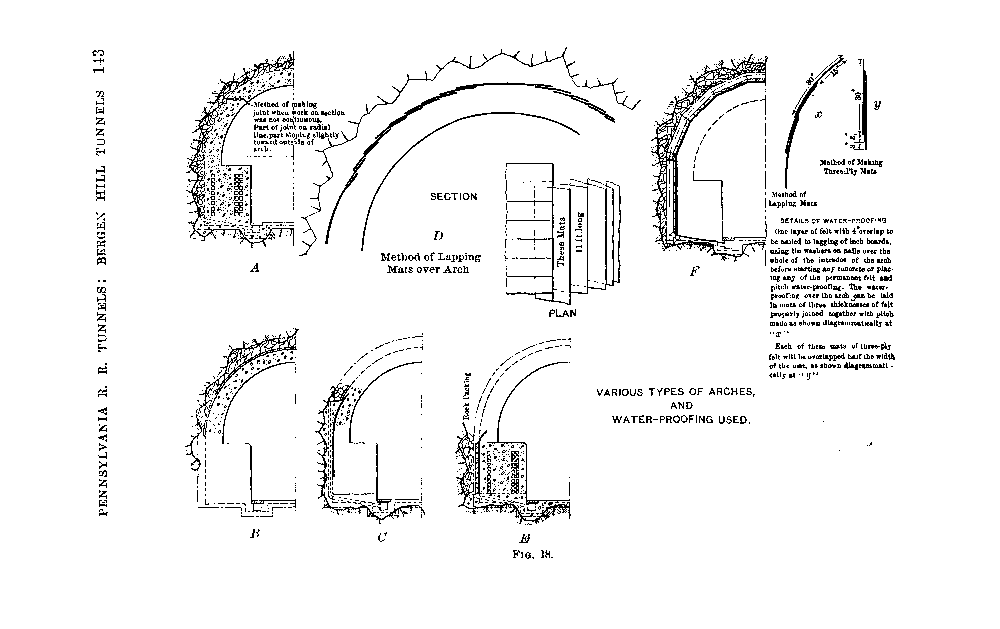 PENNSYLVANIA R. R. TUNNELS: BERGEN HILL TUNNELS 143
Method of making
joint when work on section
was not continuous.
Part of joint on radial
line, part sloping slightly
toward outside of
arch.
A
SECTION
D
Method of Lapping
Mats over Arch
Three Mats
11 ft long
PLAN
F
x
y
Method of Making
Three-Ply Mats
Method of
Lapping Mats
DETAILS OF WATER-PROOFING
One layer of felt with 4" overlap to
be nailed to lagging of inch boards,
using tin washers on nails over the
whole of the intrados of the arch
before starting any concrete or plac-
ing any of the permanent felt and
pitch water-proofing. The water-
proofing over the arch can be laid
in mats of three thicknesses of felt
properly joined together with pitch
made as shown diagrammatically at
"x"
Each of these mats of three-ply
felt will be overlapped half the width
of the mat, as shown diagrammati-
cally at "y"
B
C
Rock Packing
E
VARIOUS TYPES OF ARCHES,
AND
WATER-PROOFING USED.
FIG. 18.